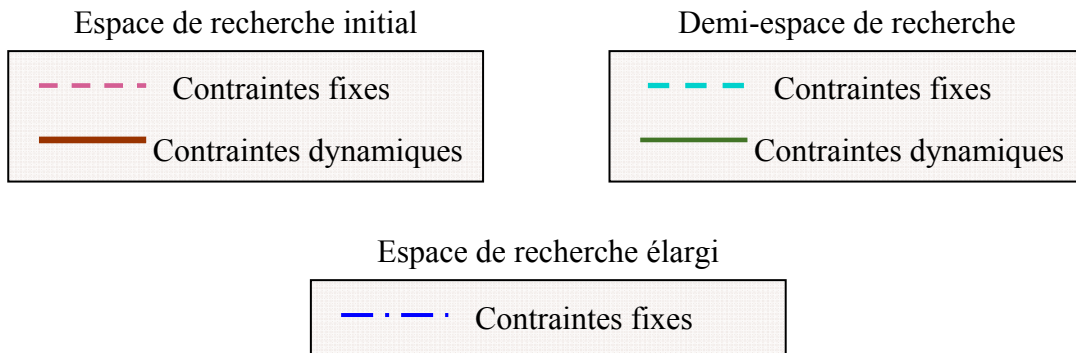 Espace de recherche initial
Contraintes fixes
Contraintes dynamiques
Demi-espace de recherche
Contraintes fixes
Contraintes dynamiques
Espace de recherche élargi
Contraintes fixes